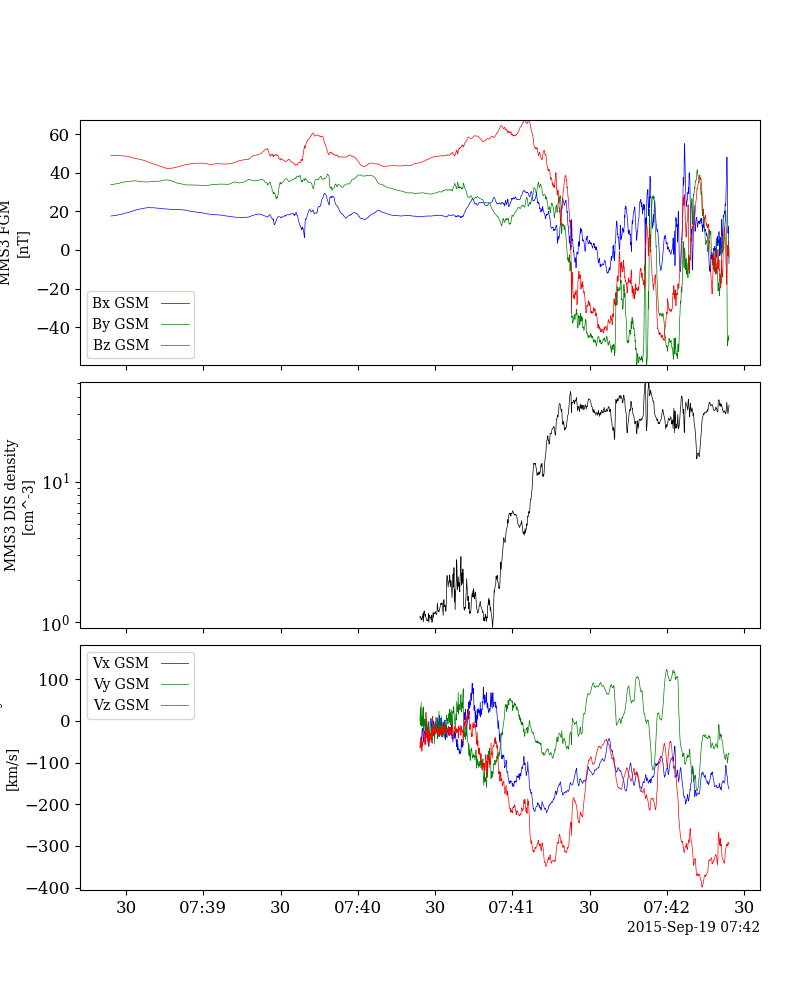 60
40
20
0
−20
−40
MMS3 FGM
[nT]
Bx GSM
By GSM
Bz GSM
10^1
10^0
MMS3 DIS density
[cm^-3]
Vx GSM
Vy GSM
Vz GSM
100
0
−100
−200
−300
−400
[km/s]
30 07:39 30 07:40 30 07:41 30 07:42 30
2015-Sep-19 07:42